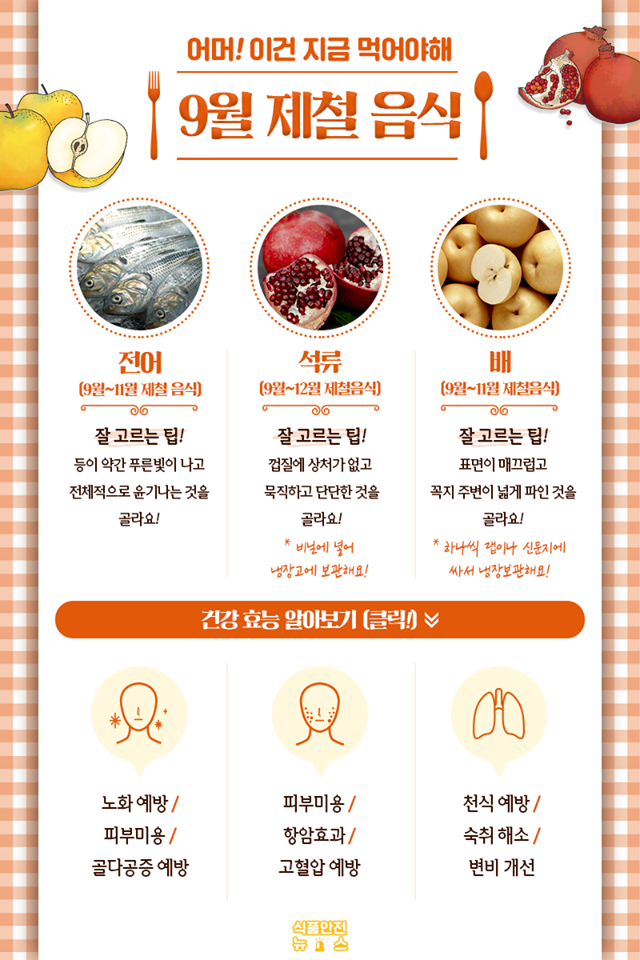 어머! 이건 지금 먹어야해
9월 제철 음식
전어
(9월~11월 제철 음식)
잘 고르는 팁!
등이 약간 푸른빛이 나고
전체적으로 윤기나는 것을
골라요!
석류
(9월~12월 제철음식)
잘 고르는 팁!
껍질에 상처가 없고
묵직하고 단단한 것을
골라요!
* 비닐에 넣어
냉장고에 보관해요!
배
(9월~11월 제철음식)
잘 고르는 팁!
표면이 매끄럽고
꼭지 주변이 넓게 파인 것을
골라요!
* 하나씩 랩이나 신문지에
싸서 냉장보관해요!
건강 효능 알아보기 (클릭!)
노화 예방 /
피부미용 /
골다공증 예방
피부미용 /
항암효과 /
고혈압 예방
천식 예방 /
숙취 해소 /
변비 개선
식품안전
뉴스